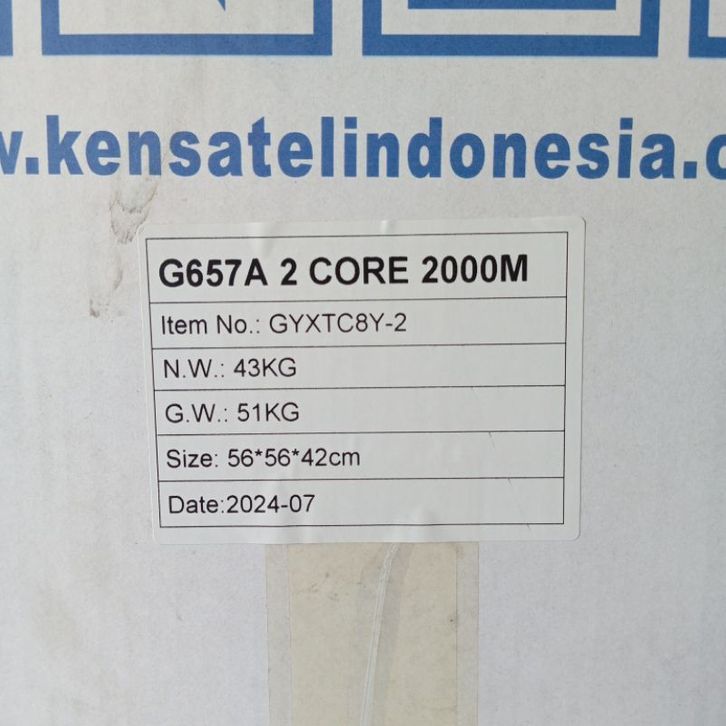 w.kensatelindonesia.c
G657A 2 CORE 2000M
Item No.: GYXTC8Y-2
N.W.: 43KG
G.W.: 51KG
Size: 56*56*42cm
Date:2024-07